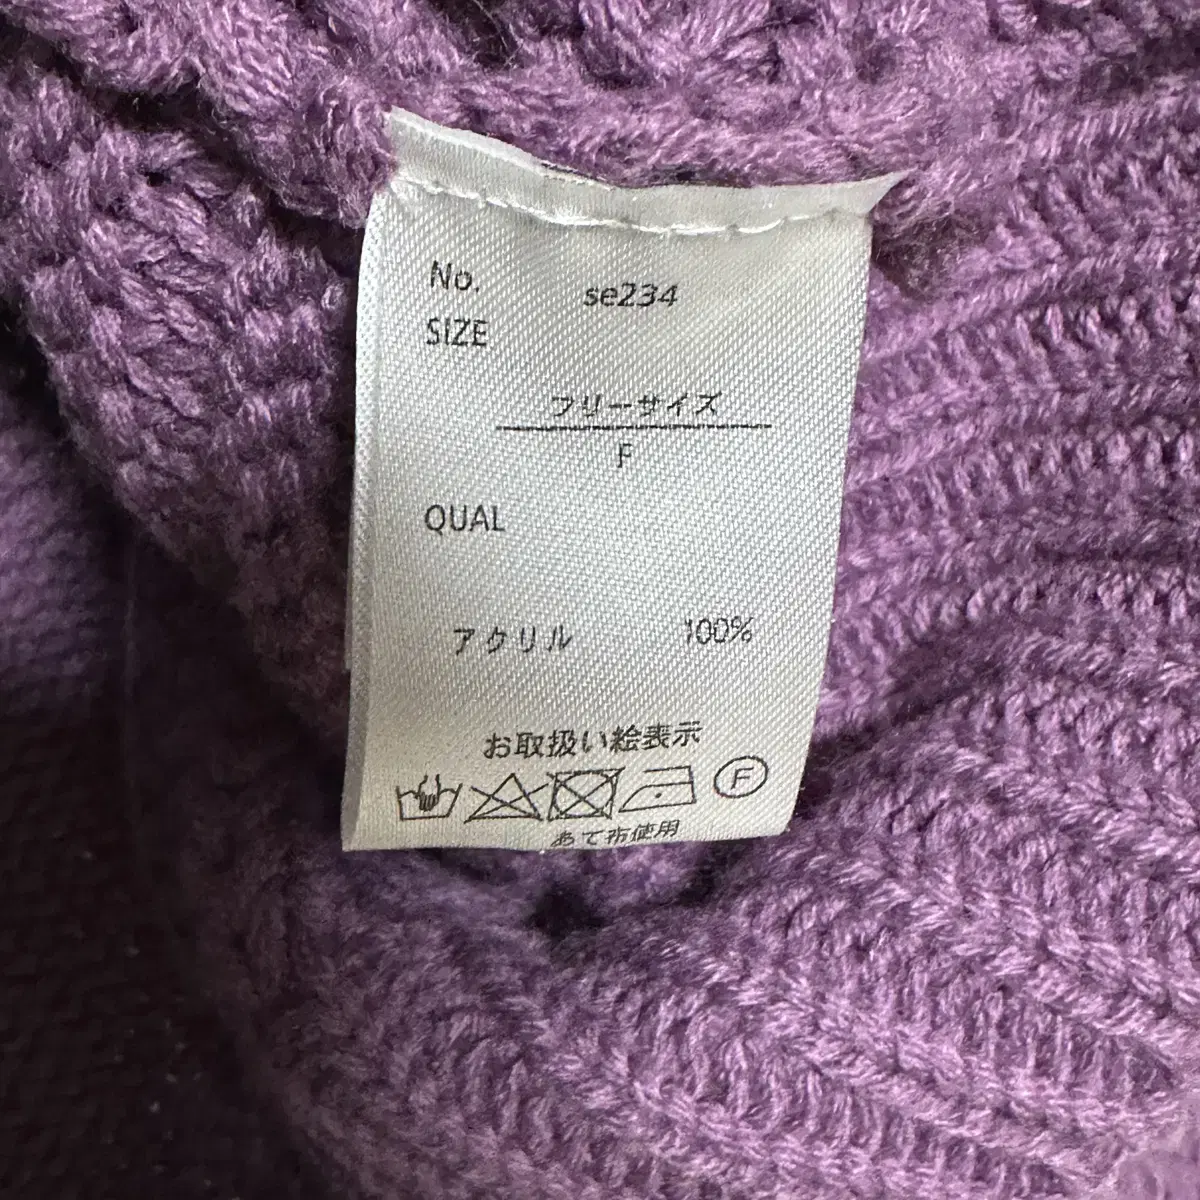 No. se234
SIZE
フリーサイズ
F
QUAL
アクリル 100%
お取扱い絵表示
F
あて布使用